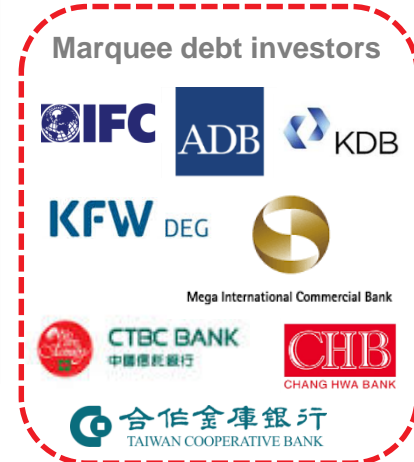 Marquee debt investors
IFC
ADB
KDB
KFW DEG
Mega International Commercial Bank
CTBC BANK
中國信託銀行
CHB
CHANG HWA BANK
合作金庫銀行
TAIWAN COOPERATIVE BANK